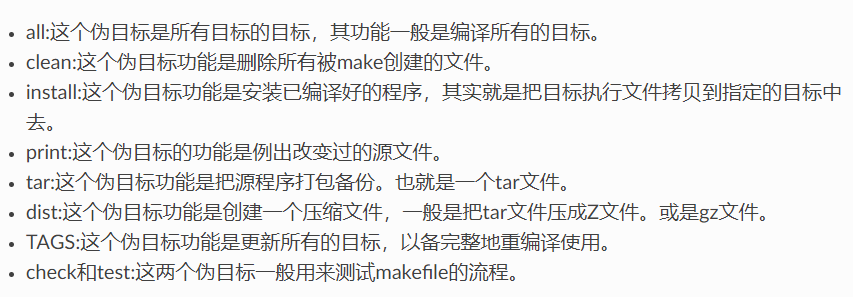 all:这个伪目标是所有目标的目标，其功能一般是编译所有的目标。
clean:这个伪目标功能是删除所有被make创建的文件。
install:这个伪目标功能是安装已编译好的程序，其实就是把目标执行文件拷贝到指定的目标中
去。
print:这个伪目标的功能是例出改变过的源文件。
tar:这个伪目标功能是把源程序打包备份。也就是一个tar文件。
dist:这个伪目标功能是创建一个压缩文件，一般是把tar文件压成Z文件。或是gz文件。
TAGS:这个伪目标功能是更新所有的目标，以备完整地重编译使用。
check和test:这两个伪目标一般用来测试makefile的流程。